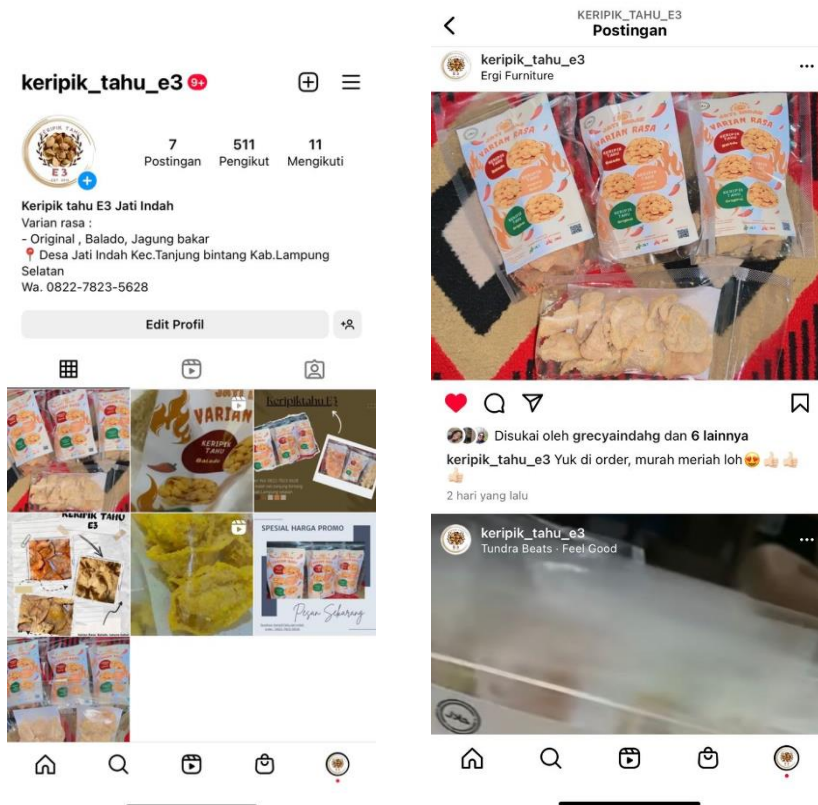 keripik_tahu_e3 9+
7 511 11
Postingan Pengikut Mengikuti
KERIPIK TAHU
E3
Keripik tahu E3 Jati Indah
Varian rasa :
- Original , Balado, Jagung bakar
Desa Jati Indah Kec.Tanjung bintang Kab.Lampung
Selatan
Wa. 0822-7823-5628
Edit Profil
VARIAN
KERIPIK
TAHU
@BALADO
Keripiktahu E3
KERIPIK TAHU
E3
SPESIAL HARGA PROMO
Pesan Sekarang
KERIPIK_TAHU_E3
Postingan
keripik_tahu_e3
Ergi Furniture
VARIAN RASA
VARIAN RASA
VARIAN RASA
Disukai oleh grecyaindahg dan 6 lainnya
keripik_tahu_e3 Yuk di order, murah meriah loh😍👍🏻👍🏻
👍🏻
2 hari yang lalu
keripik_tahu_e3
Tundra Beats · Feel Good